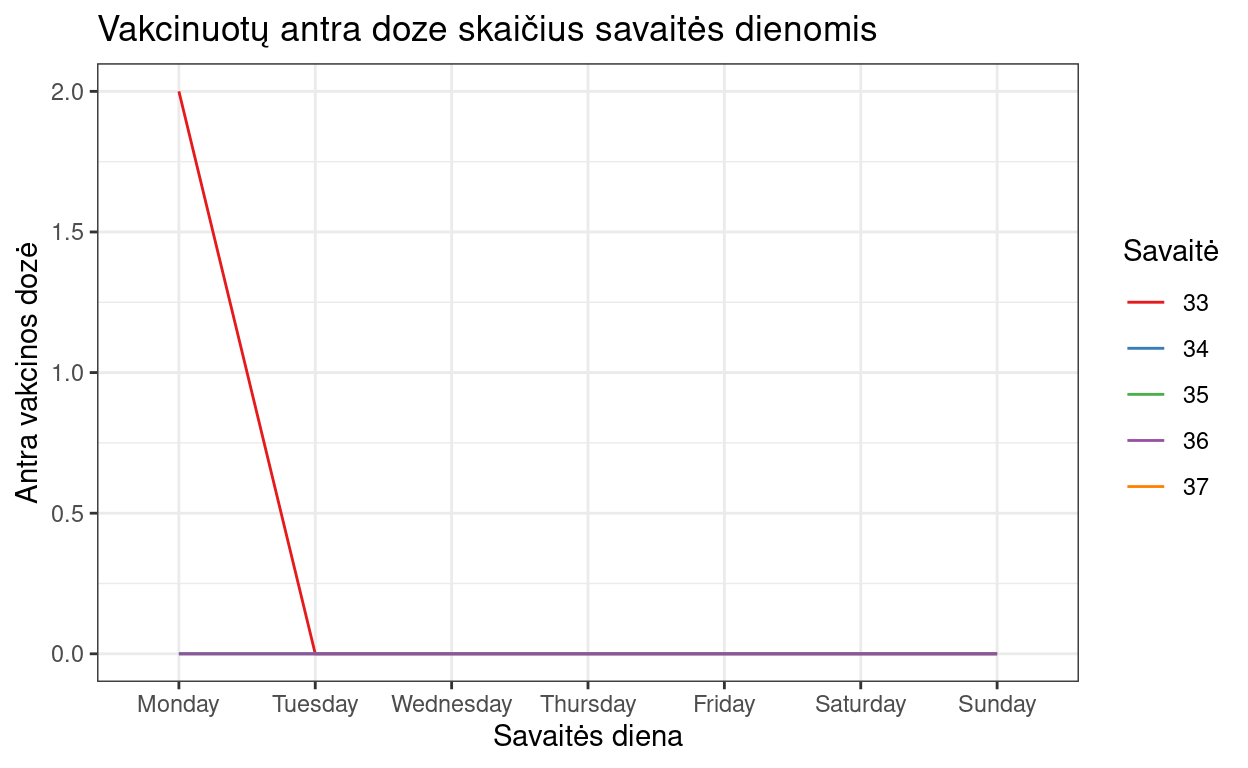 Vakcinuotų antra doze skaičius savaitės dienomis
Antra vakcinos dozė
2.0
1.5
1.0
0.5
0.0
Monday Tuesday Wednesday Thursday Friday Saturday Sunday
Savaitės diena
Savaitė
33
34
35
36
37